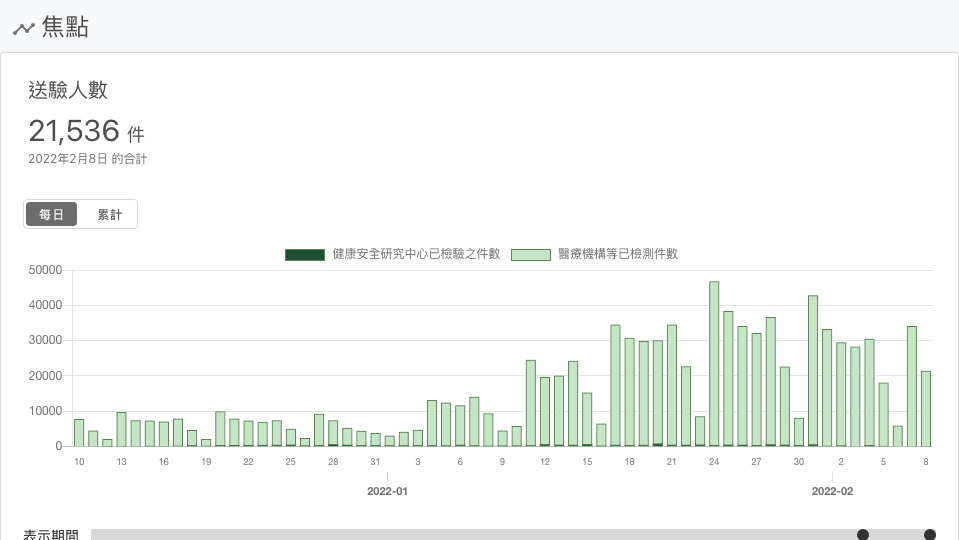 焦點
送驗人數
21,536 件
2022年2月8日 的合計
每日 累計
健康安全研究中心已檢驗之件數 醫療機構等已檢測件數
50000
40000
30000
20000
10000
0
10 13 16 19 22 25 28 31 3 6 9 12 15 18 21 24 27 30 2 5 8
2022-01 2022-02
表示期間